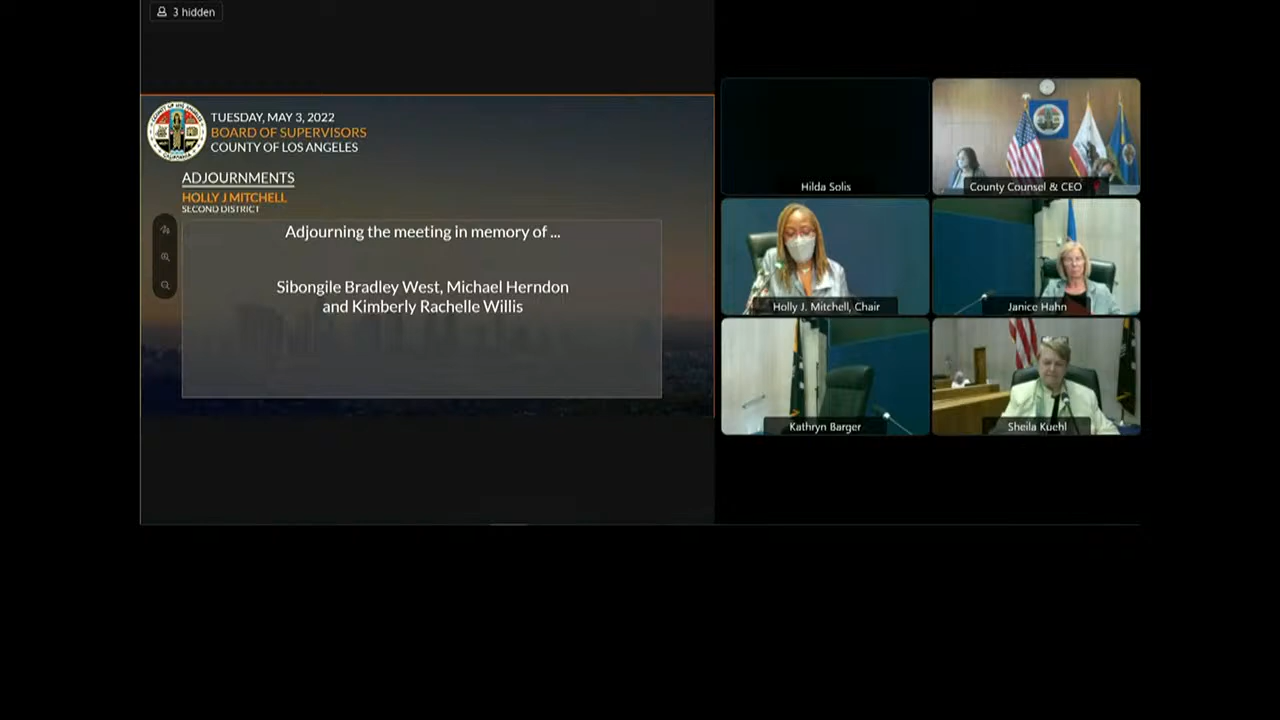 3 hidden
TUESDAY, MAY 3, 2022
BOARD OF SUPERVISORS
COUNTY OF LOS ANGELES
ADJOURNMENTS
HOLLY J MITCHELL
SECOND DISTRICT
Adjourning the meeting in memory of ...
Sibongile Bradley West, Michael Herndon
and Kimberly Rachelle Willis
Hilda Solis
County Counsel & CEO
Holly J. Mitchell, Chair
Janice Hahn
Kathryn Barger
Sheila Kuehl